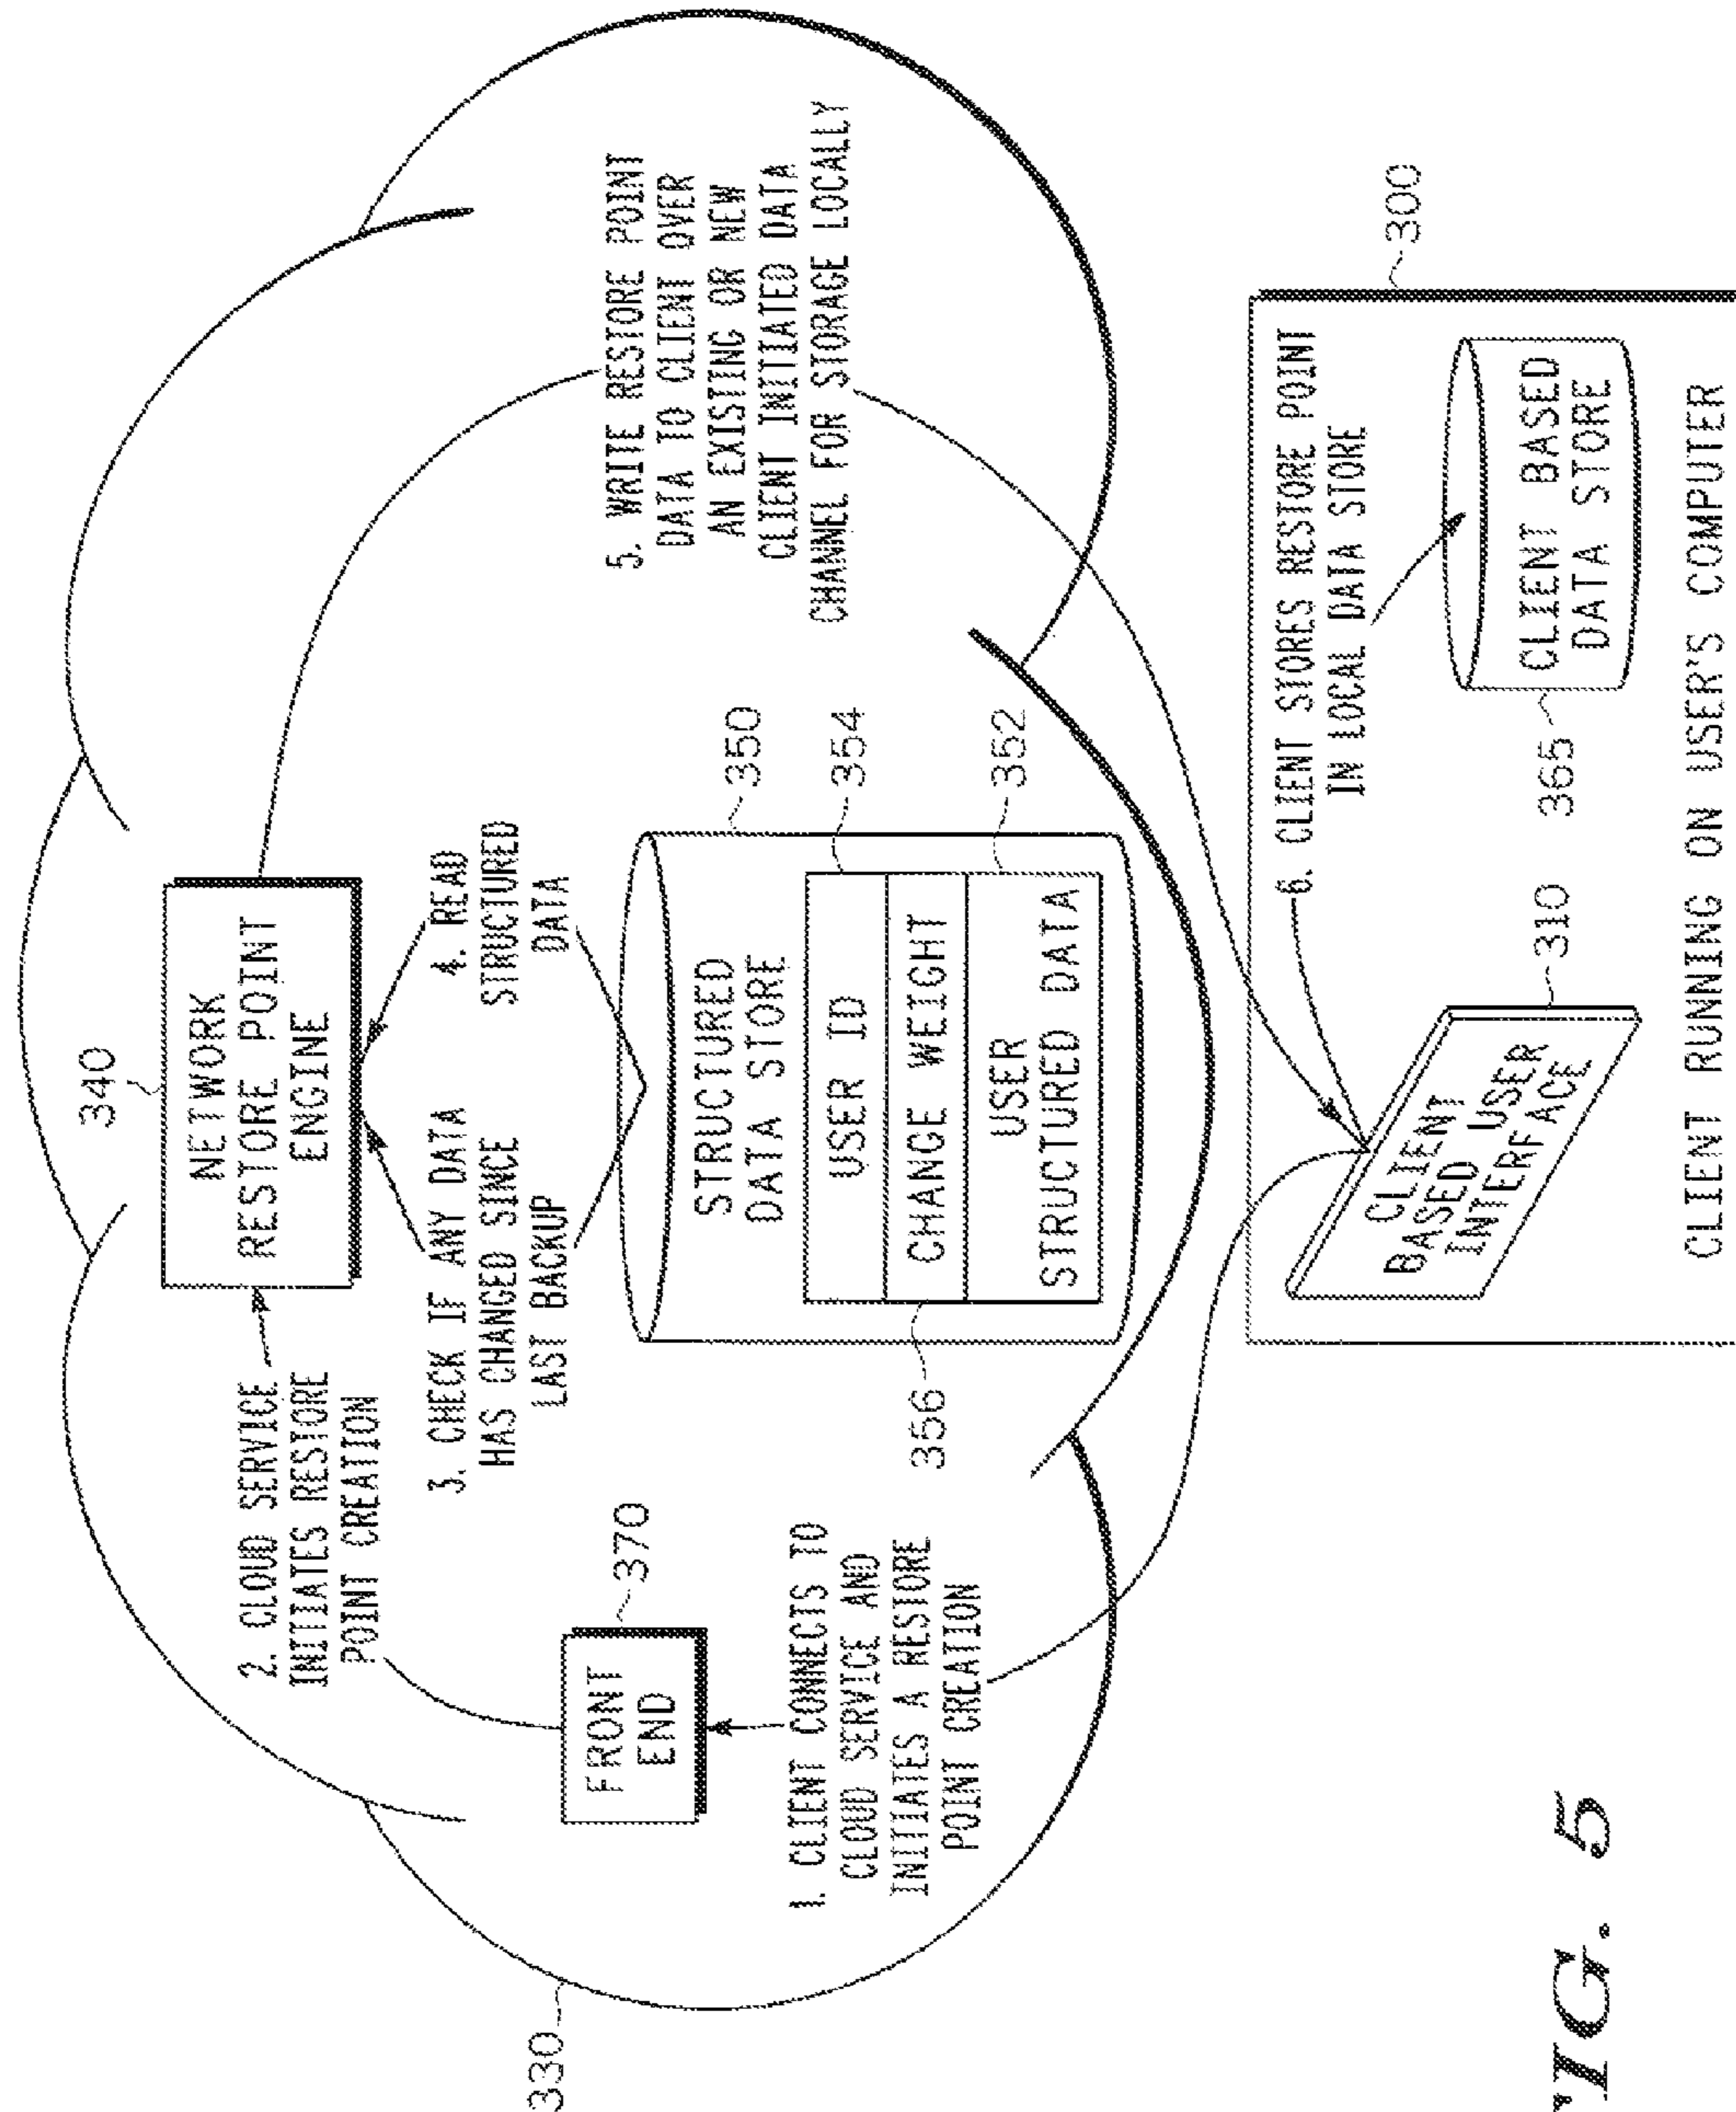 340
NETWORK
RESTORE POINT
ENGINE
2. CLOUD SERVICE
INITIATES RESTORE
POINT CREATION
3. CHECK IF ANY DATA
HAS CHANGED SINCE
LAST BACKUP
4. READ
STRUCTURED
DATA
330
FRONT
END
370
1. CLIENT CONNECTS TO
CLOUD SERVICE AND
INITIATES A RESTORE
POINT CREATION
STRUCTURED
DATA STORE
350
USER ID
354
CHANGE WEIGHT
356
USER
STRUCTURED DATA
352
5. WRITE RESTORE POINT
DATA TO CLIENT OVER
AN EXISTING OR NEW
CLIENT INITIATED DATA
CHANNEL FOR STORAGE LOCALLY
300
6. CLIENT STORES RESTORE POINT
IN LOCAL DATA STORE
CLIENT
BASED USER
INTERFACE
310
CLIENT BASED
DATA STORE
365
CLIENT RUNNING ON USER'S COMPUTER
FIG. 5